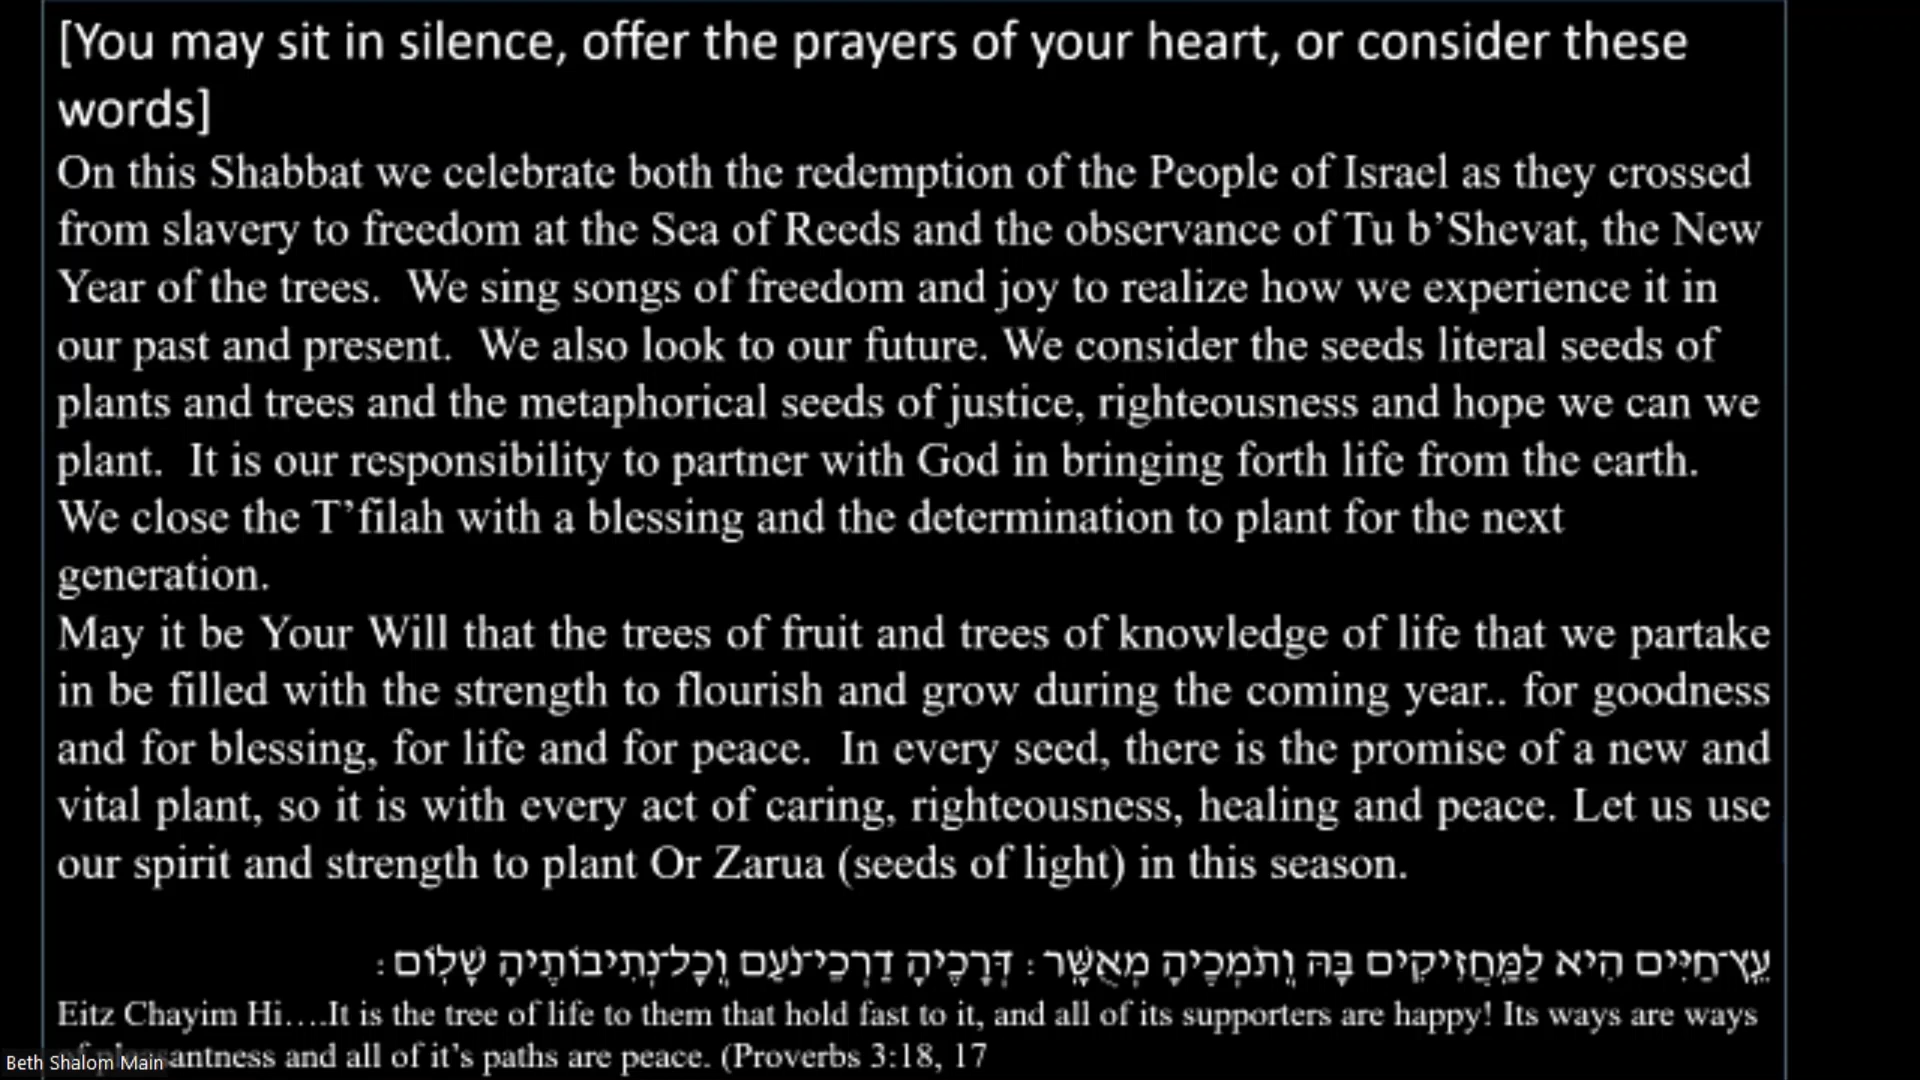 [You may sit in silence, offer the prayers of your heart, or consider these
words]
On this Shabbat we celebrate both the redemption of the People of Israel as they crossed
from slavery to freedom at the Sea of Reeds and the observance of Tu b’Shevat, the New
Year of the trees.  We sing songs of freedom and joy to realize how we experience it in
our past and present.  We also look to our future. We consider the seeds literal seeds of
plants and trees and the metaphorical seeds of justice, righteousness and hope we can we
plant.  It is our responsibility to partner with God in bringing forth life from the earth.
We close the T’filah with a blessing and the determination to plant for the next
generation.
May it be Your Will that the trees of fruit and trees of knowledge of life that we partake
in be filled with the strength to flourish and grow during the coming year.. for goodness
and for blessing, for life and for peace.  In every seed, there is the promise of a new and
vital plant, so it is with every act of caring, righteousness, healing and peace. Let us use
our spirit and strength to plant Or Zarua (seeds of light) in this season.
עֵץ־חַיִּים הִיא לַמַּחֲזִיקִים בָּהּ וְתֹמְכֶיהָ מְאֻשָּׁר׃ דְּרָכֶיהָ דַרְכֵי־נֹעַם וְכָל־נְתִיבוֹתֶיהָ שָׁלוֹם׃
Eitz Chayim Hi….It is the tree of life to them that hold fast to it, and all of its supporters are happy! Its ways are ways
antness and all of it’s paths are peace. (Proverbs 3:18, 17
Beth Shalom Main